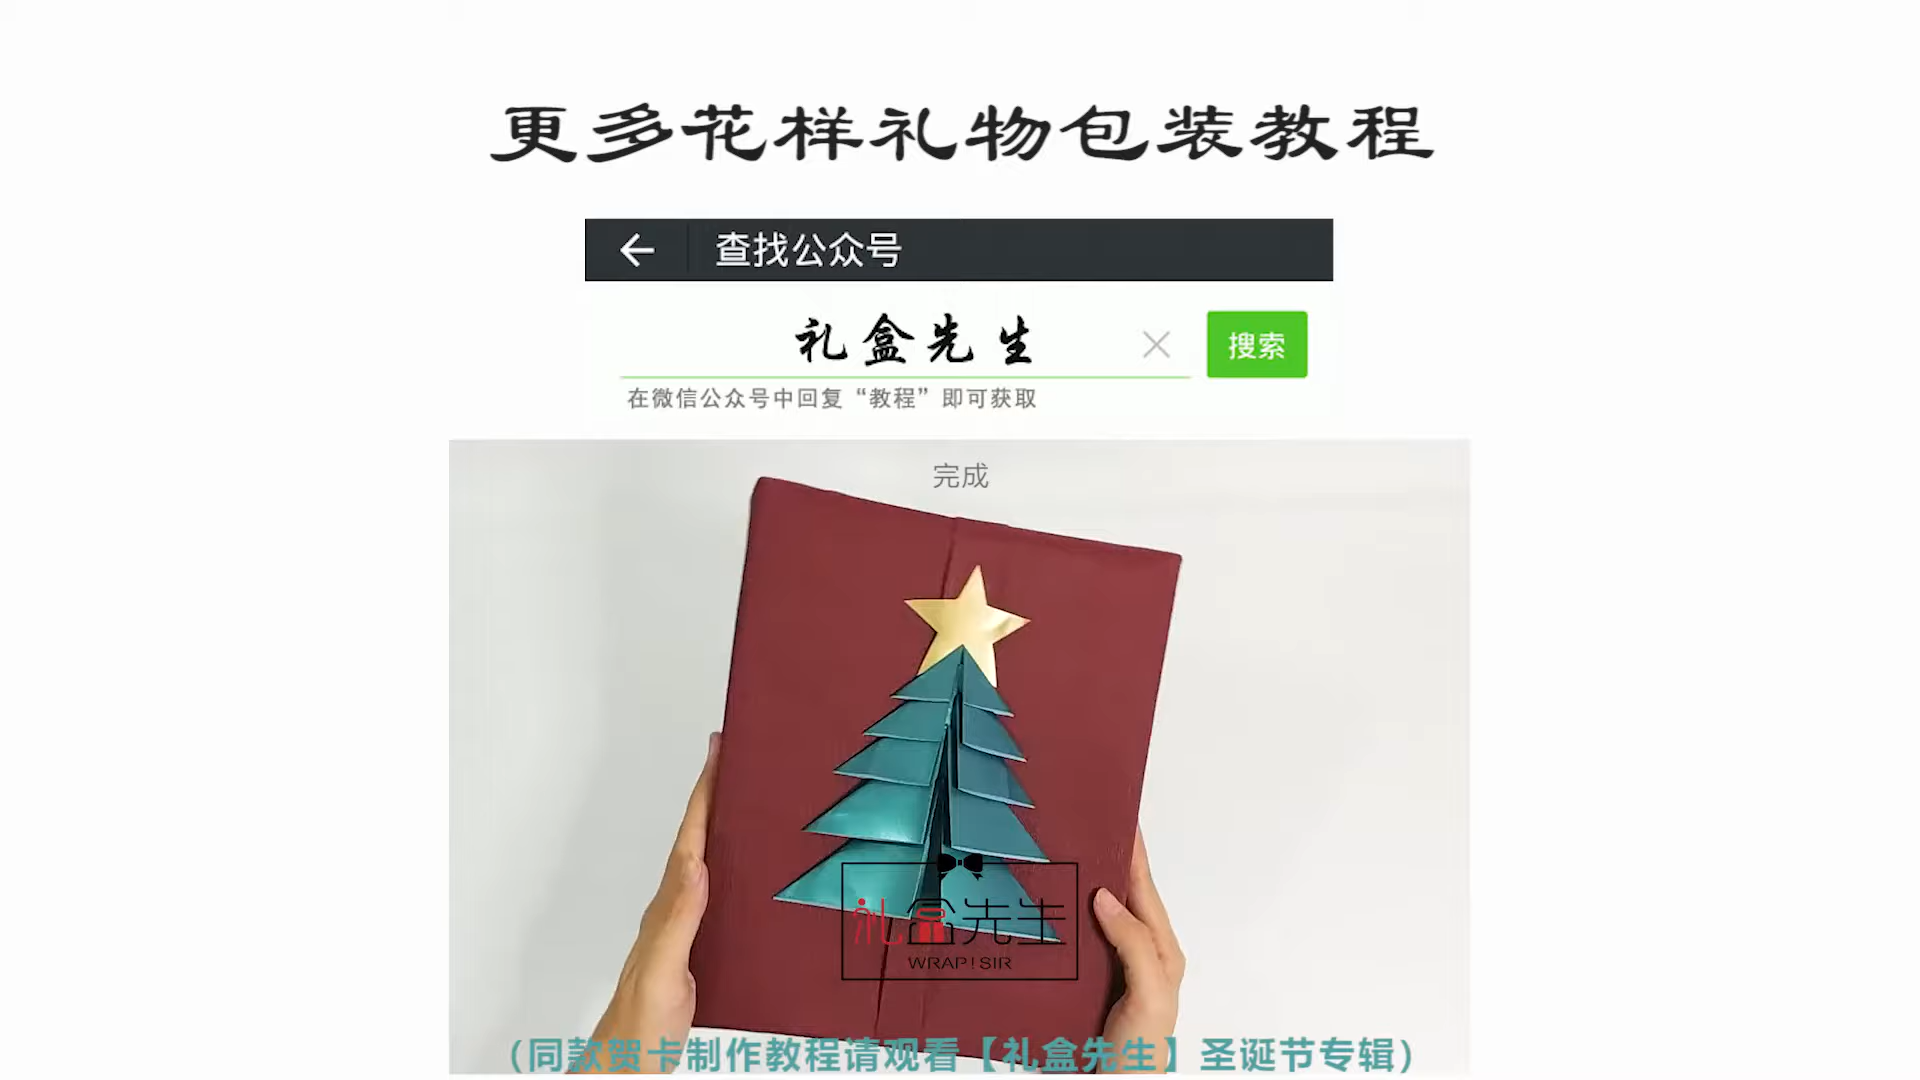 更多花样礼物包装教程
查找公众号
礼盒先生
搜索
在微信公众号中回复“教程”即可获取
完成
礼盒先生
WRAP!SIR
（同款贺卡制作教程请观看【礼盒先生】圣诞节专辑）